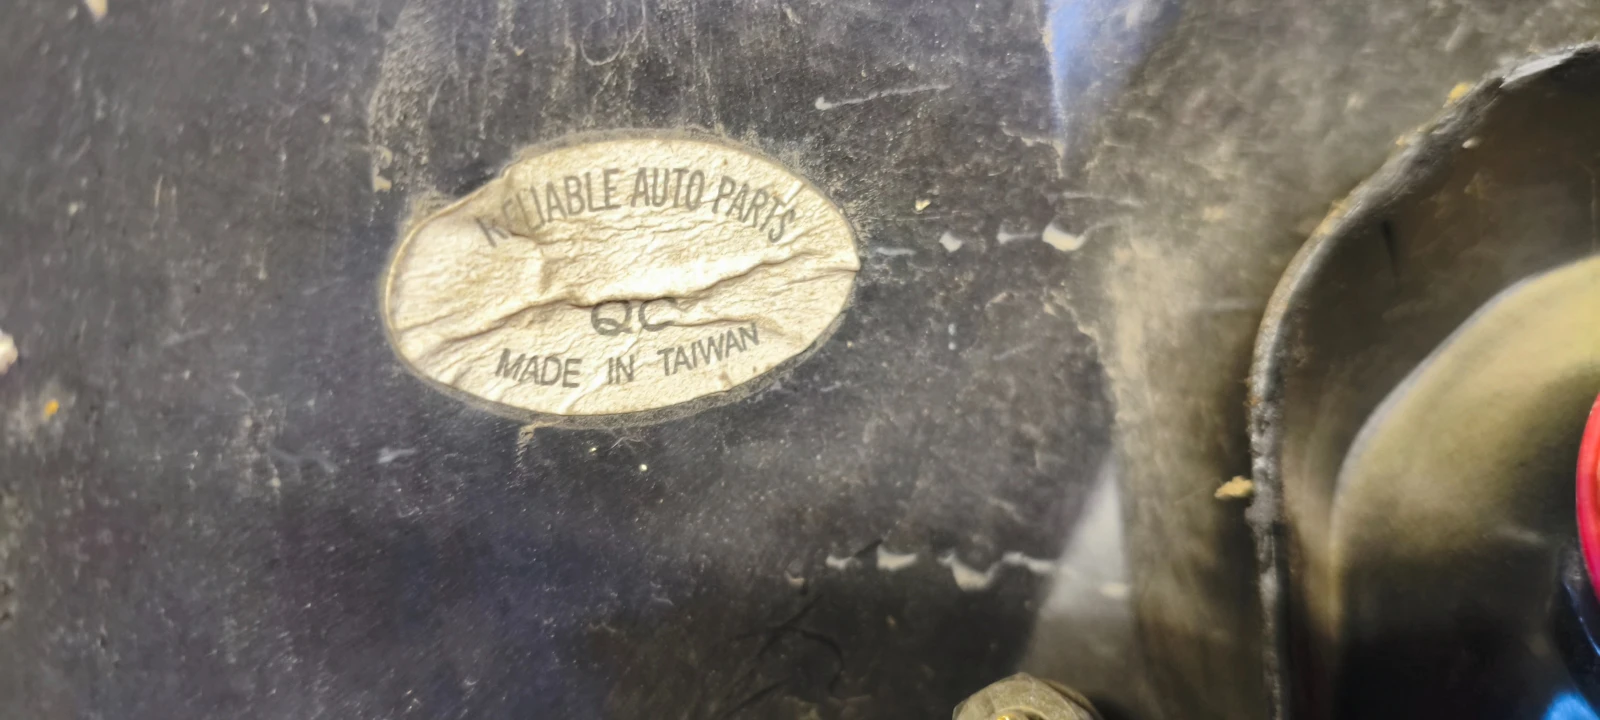 RELIABLE AUTO PARTS
QC
MADE IN TAIWAN